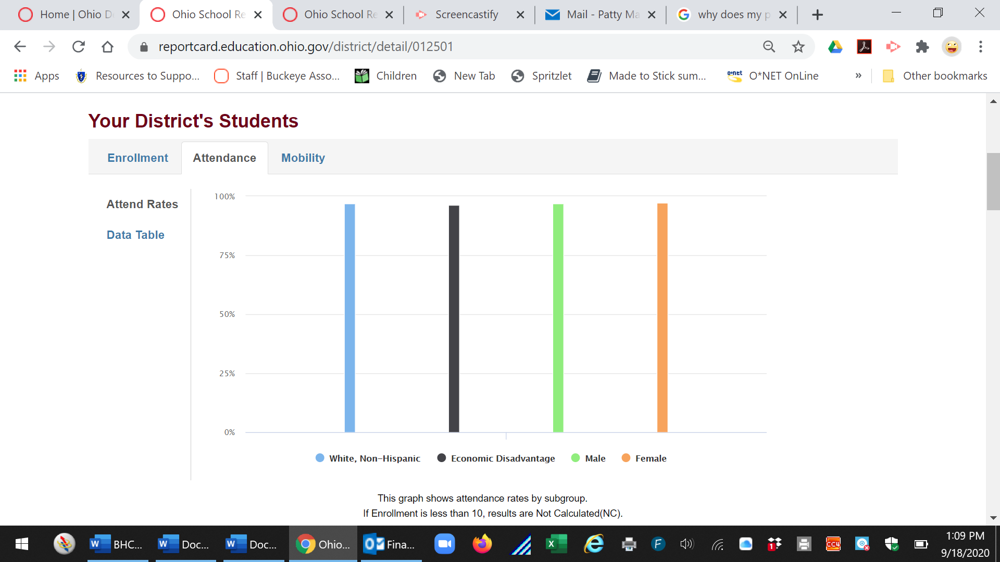 Home | Ohio D
Ohio School Re
Ohio School Re
Screencastify
Mail - Patty Ma
why does my p
reportcard.education.ohio.gov/district/detail/012501
Apps
Resources to Suppo...
Staff | Buckeye Asso...
Children
New Tab
Spritzlet
Made to Stick sum...
o*net
O*NET OnLine
»
Other bookmarks
Your District's Students
Enrollment
Attendance
Mobility
Attend Rates
Data Table
100%
75%
50%
25%
0%
White, Non-Hispanic
Economic Disadvantage
Male
Female
This graph shows attendance rates by subgroup.
If Enrollment is less than 10, results are Not Calculated(NC).
W
BHC...
W
Doc...
W
Doc...
Ohio...
O
Fina...
X
F
1
CC4
1:09 PM
9/18/2020